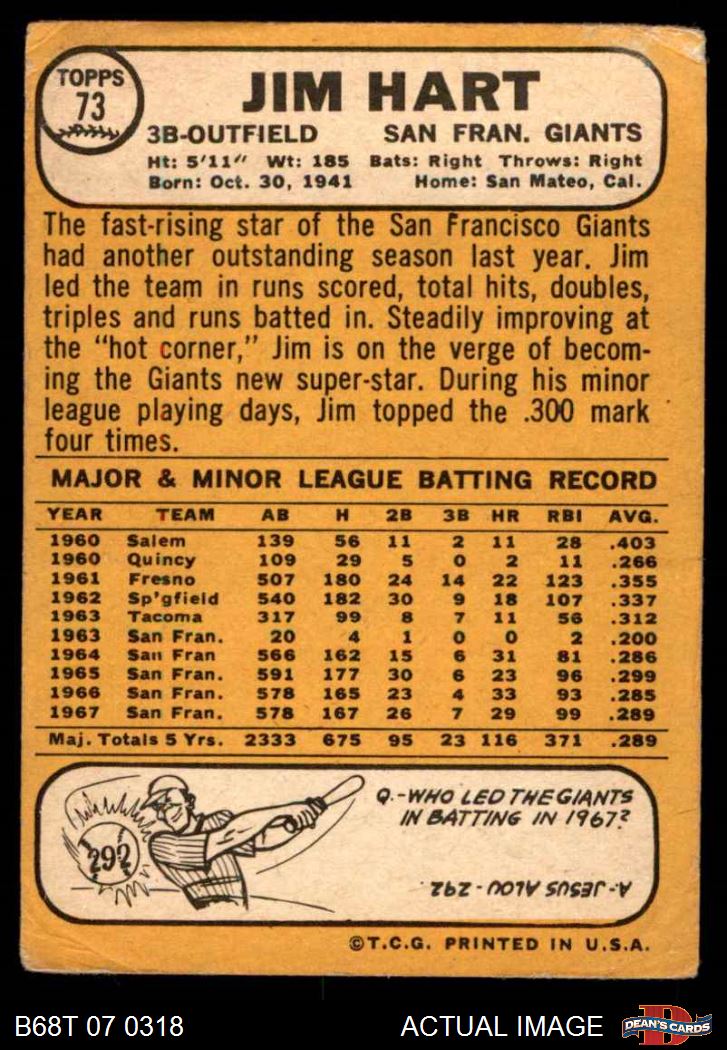 TOPPS
73
JIM HART
3B-OUTFIELD SAN FRAN. GIANTS
Ht: 5'11" Wt: 185 Bats: Right Throws: Right
Born: Oct. 30, 1941 Home: San Mateo, Cal.
The fast-rising star of the San Francisco Giants
had another outstanding season last year. Jim
led the team in runs scored, total hits, doubles,
triples and runs batted in. Steadily improving at
the "hot corner," Jim is on the verge of becom-
ing the Giants new super-star. During his minor
league playing days, Jim topped the .300 mark
four times.
MAJOR & MINOR LEAGUE BATTING RECORD
YEAR TEAM AB H 2B 3B HR RBI AVG.
1960 Salem 139 56 11 2 11 28 .403
1960 Quincy 109 29 5 0 2 11 .266
1961 Fresno 507 180 24 14 22 123 .355
1962 Sp'gfield 540 182 30 9 18 107 .337
1963 Tacoma 317 99 8 7 11 56 .312
1963 San Fran. 20 4 1 0 0 2 .200
1964 San Fran 566 162 15 6 31 81 .286
1965 San Fran. 591 177 30 6 23 96 .299
1966 San Fran. 578 165 23 4 33 93 .285
1967 San Fran. 578 167 26 7 29 99 .289
Maj. Totals 5 Yrs. 2333 675 95 23 116 371 .289
292
Q.-WHO LED THE GIANTS
IN BATTING IN 1967?
A-JESUS ALOU-292
©T.C.G. PRINTED IN U.S.A.
B68T 07 0318 ACTUAL IMAGE
D
DEAN'S CARDS